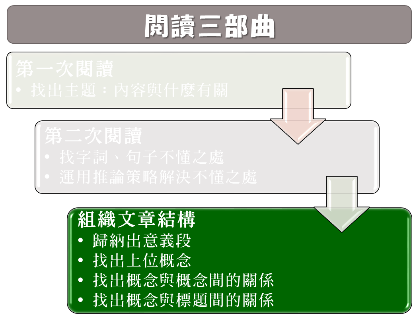 閱讀三部曲
第一次閱讀
• 找出主題：內容與什麼有關
第二次閱讀
• 找字詞、句子不懂之處
• 運用推論策略解決不懂之處
組織文章結構
• 歸納出意義段
• 找出上位概念
• 找出概念與概念間的關係
• 找出概念與標題間的關係